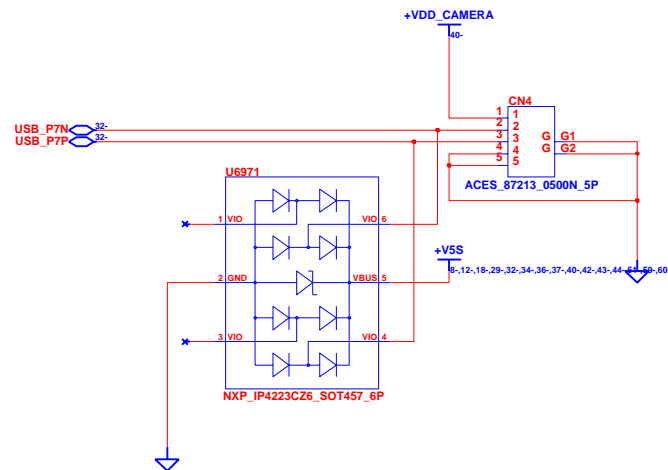 +VDD_CAMERA
40-
CN4
1 1
2 2
3 3 G G1
4 4 G G2
5 5
ACES_87213_0500N_5P
USB_P7N 32-
USB_P7P 32-
U6971
1 VIO VIO 6
2 GND VBUS 5
3 VIO VIO 4
NXP_IP4223CZ6_SOT457_6P
+V5S
8-,12-,18-,29-,32-,34-,36-,37-,40-,42-,43-,44-